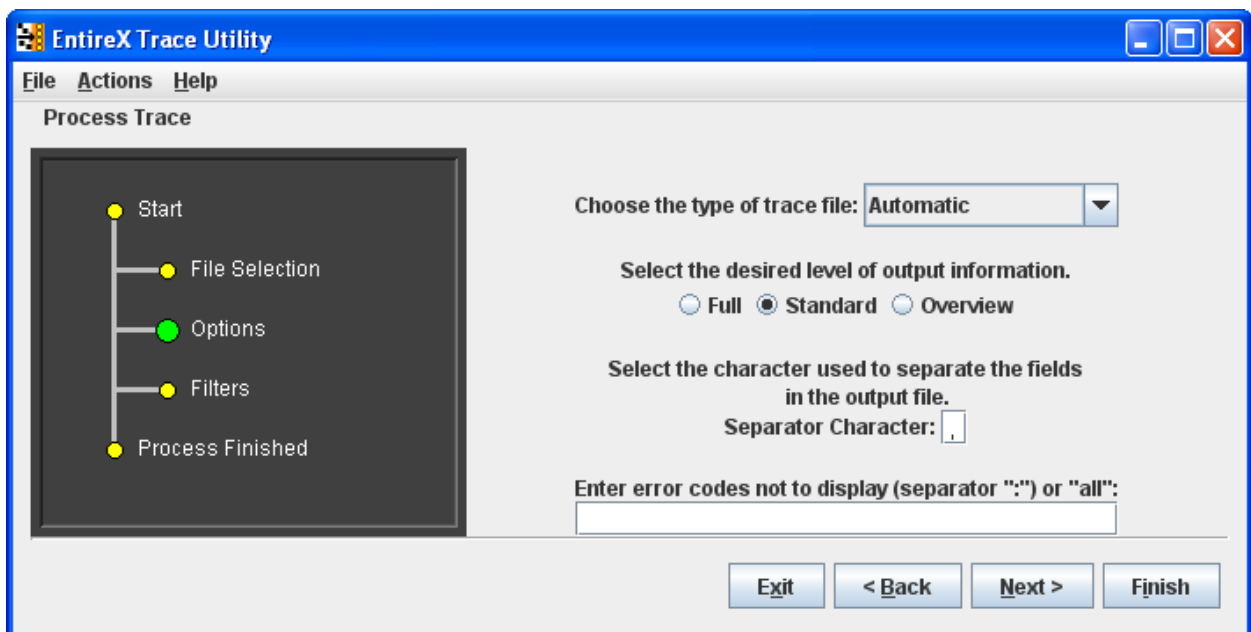 EntireX Trace Utility
File Actions Help
Process Trace
Start
File Selection
Options
Filters
Process Finished
Choose the type of trace file: Automatic
Select the desired level of output information.
Full Standard Overview
Select the character used to separate the fields
in the output file.
Separator Character: ,
Enter error codes not to display (separator ":") or "all":
Exit < Back Next > Finish